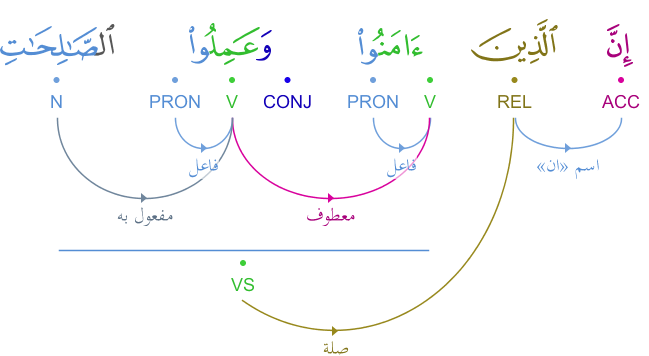 إِنَّ ٱلَّذِينَ ءَامَنُوا۟ وَعَمِلُوا۟ ٱلصَّـٰلِحَـٰتِ
ACC REL V PRON CONJ V PRON N
اسم «ان» فاعل فاعل
معطوف مفعول به
VS
صلة